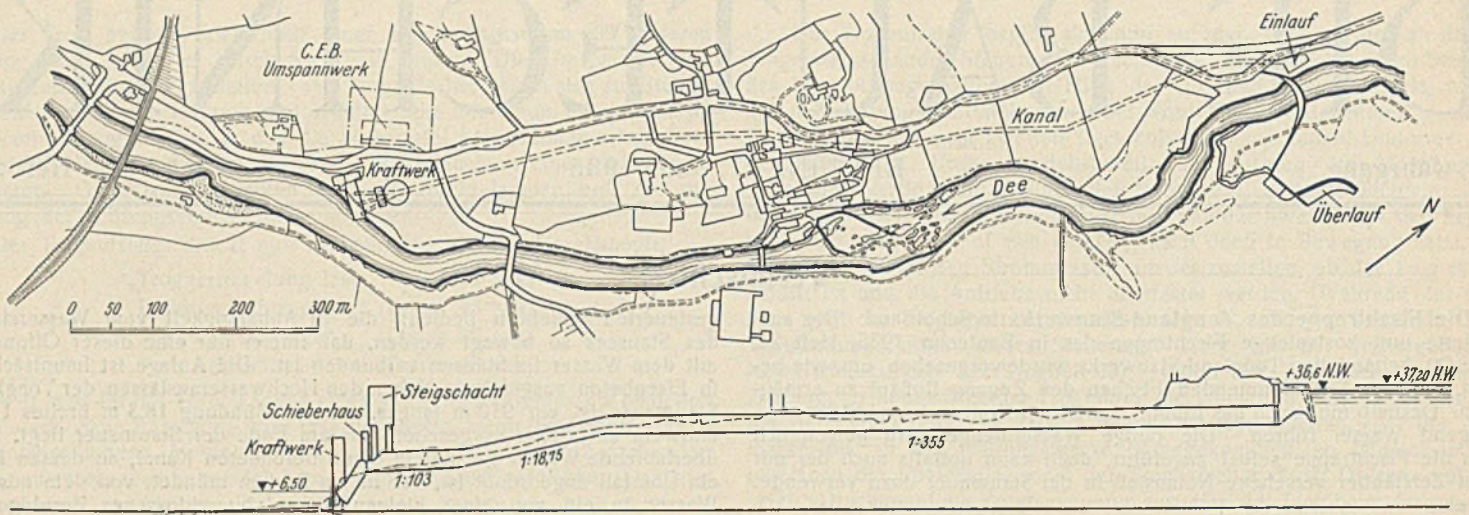 C.E.B.
Umspannwerk
Einlauf
Kanal
Kraftwerk
Dee
Überlauf
N
0 50 100 200 300 m
Steigschacht
Schieberhaus
Kraftwerk
+6,50
1:103
1:18,15
1:355
+36,6 N.W.
+37,20 H.W.